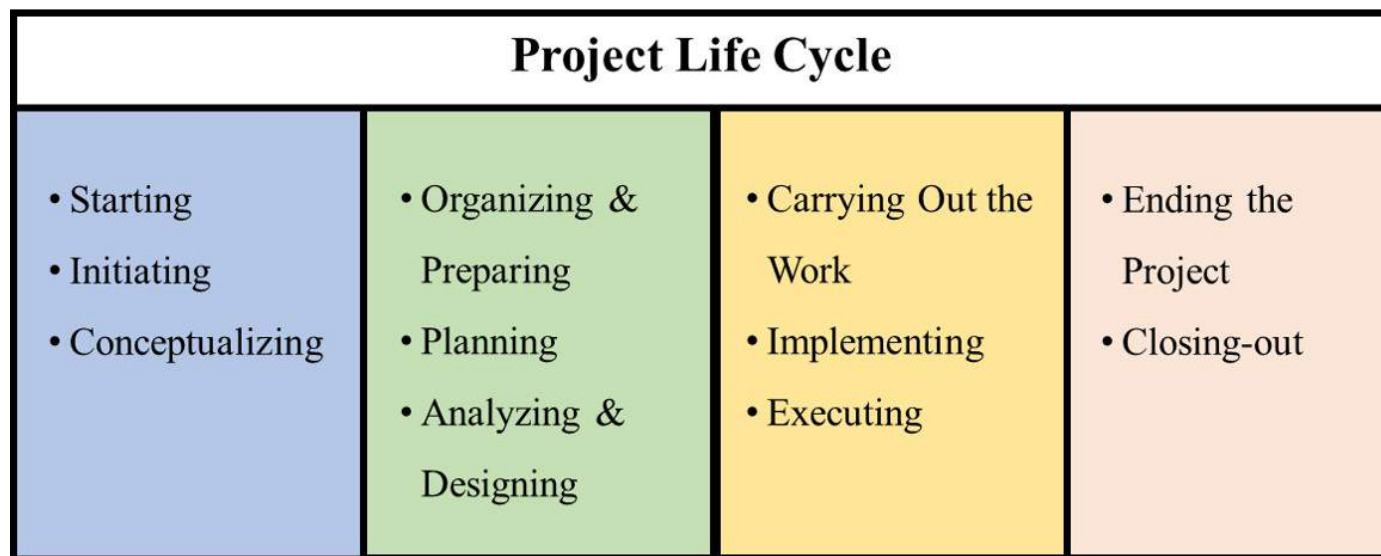 Project Life Cycle
• Starting
• Initiating
• Conceptualizing
• Organizing &
Preparing
• Planning
• Analyzing &
Designing
• Carrying Out the
Work
• Implementing
• Executing
• Ending the
Project
• Closing-out